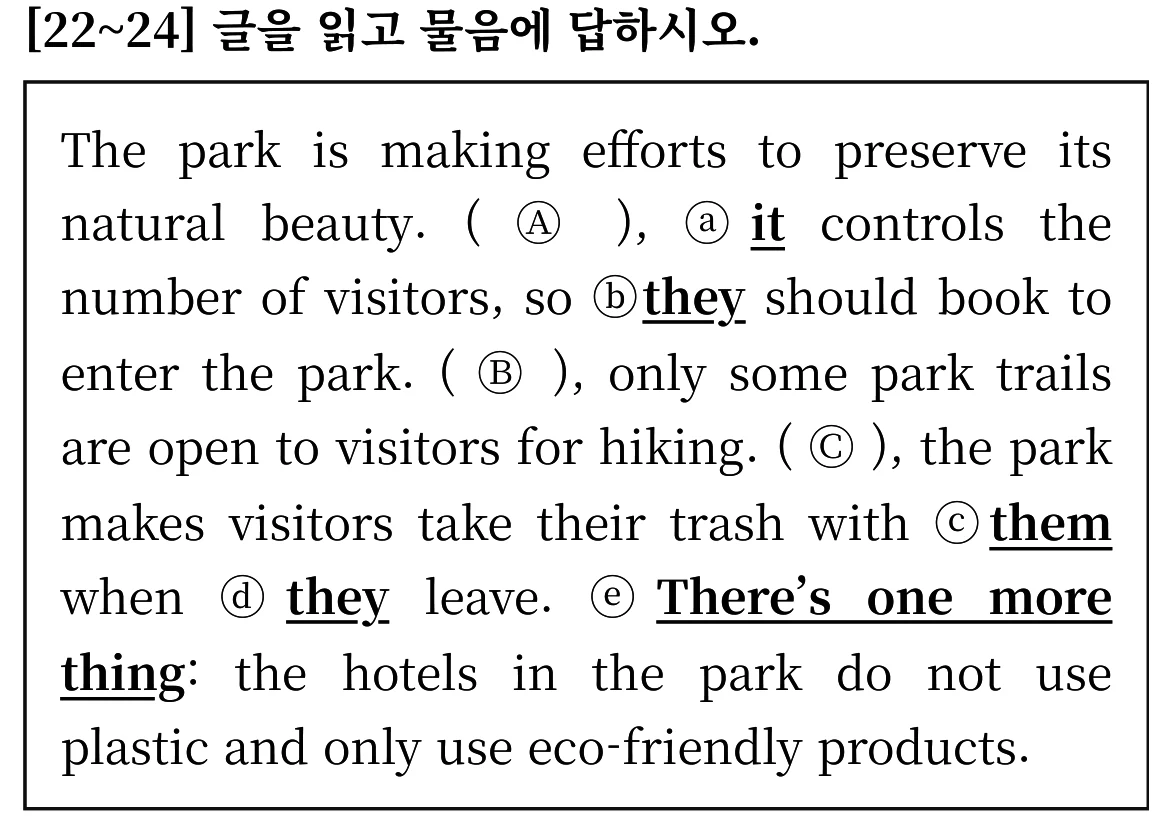 [22~24] 글을 읽고 물음에 답하시오.
The park is making efforts to preserve its
natural beauty. ( Ⓐ ), ⓐ it controls the
number of visitors, so ⓑthey should book to
enter the park. ( Ⓑ ), only some park trails
are open to visitors for hiking. ( Ⓒ ), the park
makes visitors take their trash with ⓒthem
when ⓓ they leave. ⓔ There's one more
thing: the hotels in the park do not use
plastic and only use eco-friendly products.